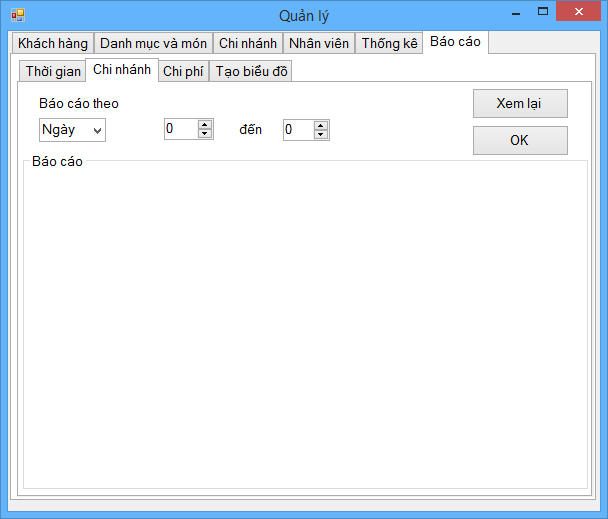 Quản lý
Khách hàng Danh mục và món Chi nhánh Nhân viên Thống kê Báo cáo
Thời gian Chi nhánh Chi phí Tạo biểu đồ
Báo cáo theo Xem lại
Ngày 0 đến 0 OK
Báo cáo